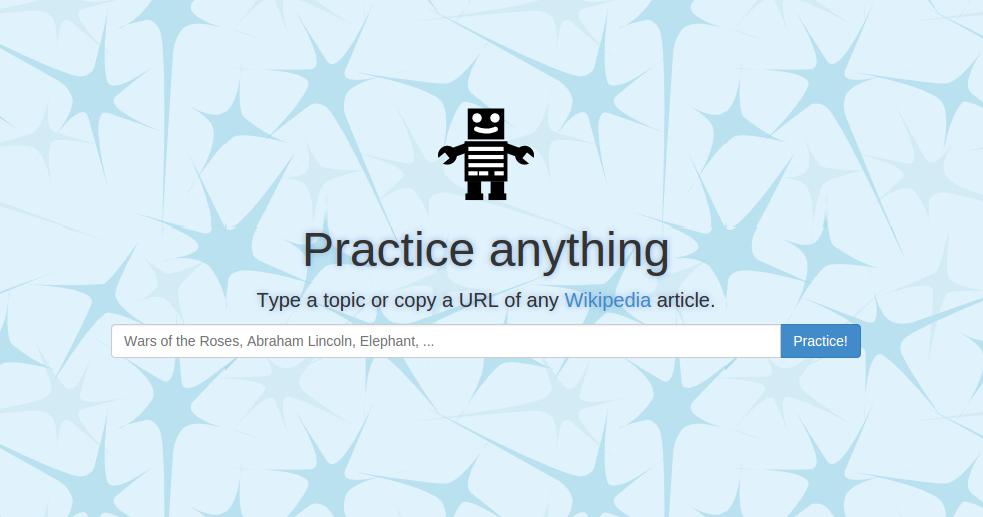 Practice anything
Type a topic or copy a URL of any Wikipedia article.
Wars of the Roses, Abraham Lincoln, Elephant, ... Practice!